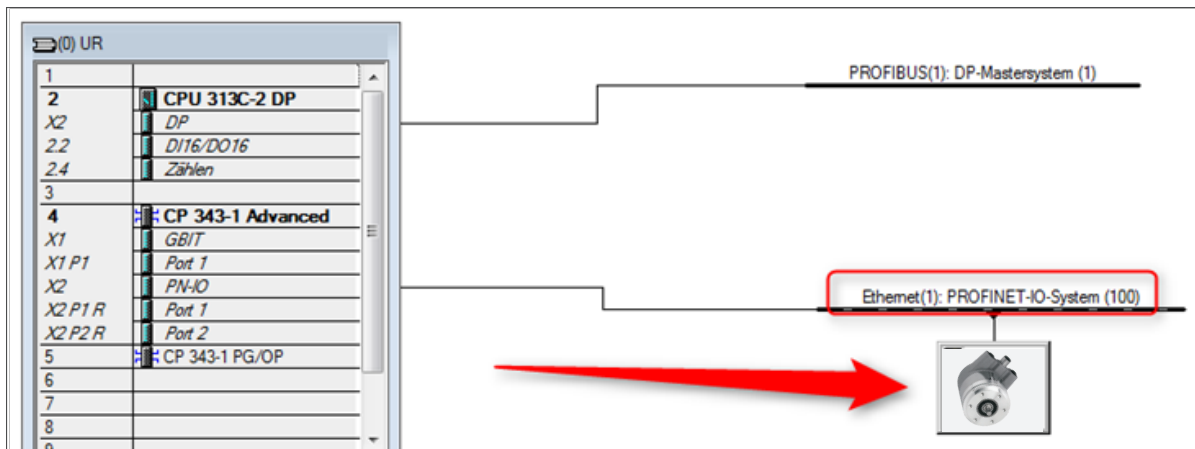 (0) UR
1
2 CPU 313C-2 DP
X2 DP
2.2 DI16/DO16
2.4 Zählen
3
4 CP 343-1 Advanced
X1 GBIT
X1 P1 Port 1
X2 PN-IO
X2 P1 R Port 1
X2 P2 R Port 2
5 CP 343-1 PG/OP
6
7
8
9
PROFIBUS(1): DP-Mastersystem (1)
Ethernet(1): PROFINET-IO-System (100)